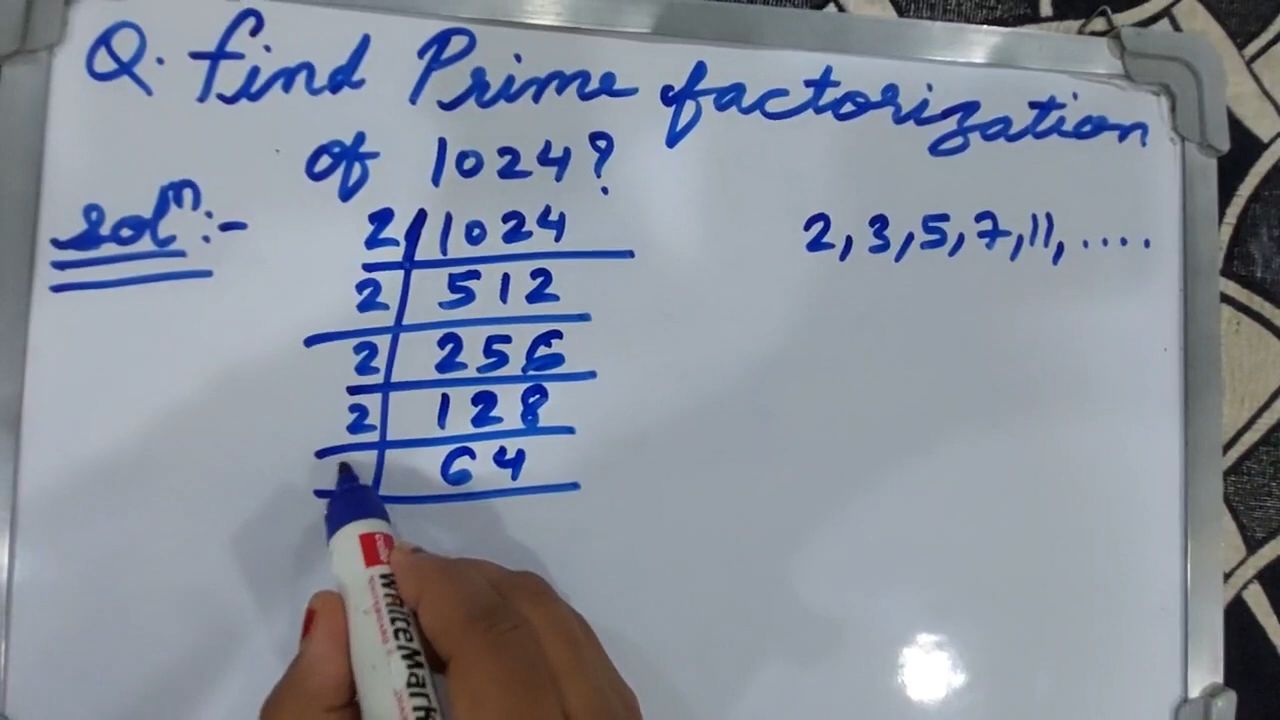 Q. find Prime factorization
of 1024?
Solⁿ:-
2 1024
2, 3, 5, 7, 11, ....
2 512
2 256
2 128
64
WHITEMARK